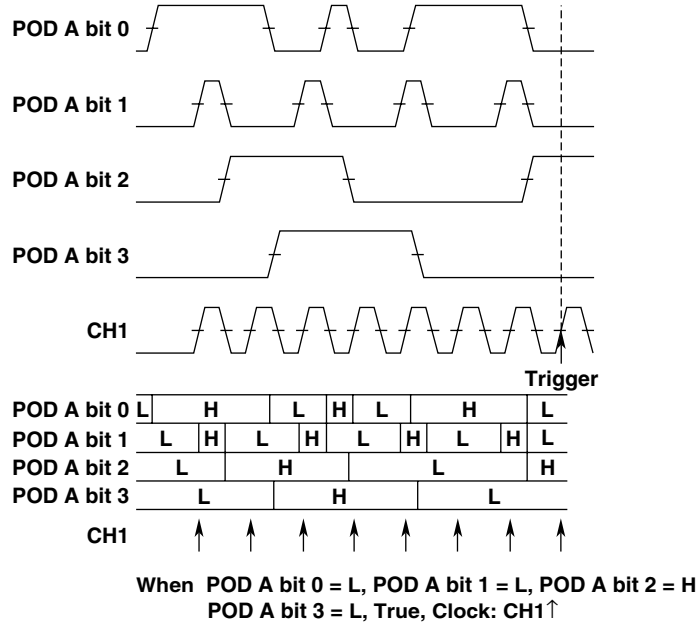 POD A bit 0
POD A bit 1
POD A bit 2
POD A bit 3
CH1
Trigger
POD A bit 0 L H L H L H L
POD A bit 1 L H L H L H L H L
POD A bit 2 L H L H
POD A bit 3 L H L
CH1
When POD A bit 0 = L, POD A bit 1 = L, POD A bit 2 = H
POD A bit 3 = L, True, Clock: CH1↑